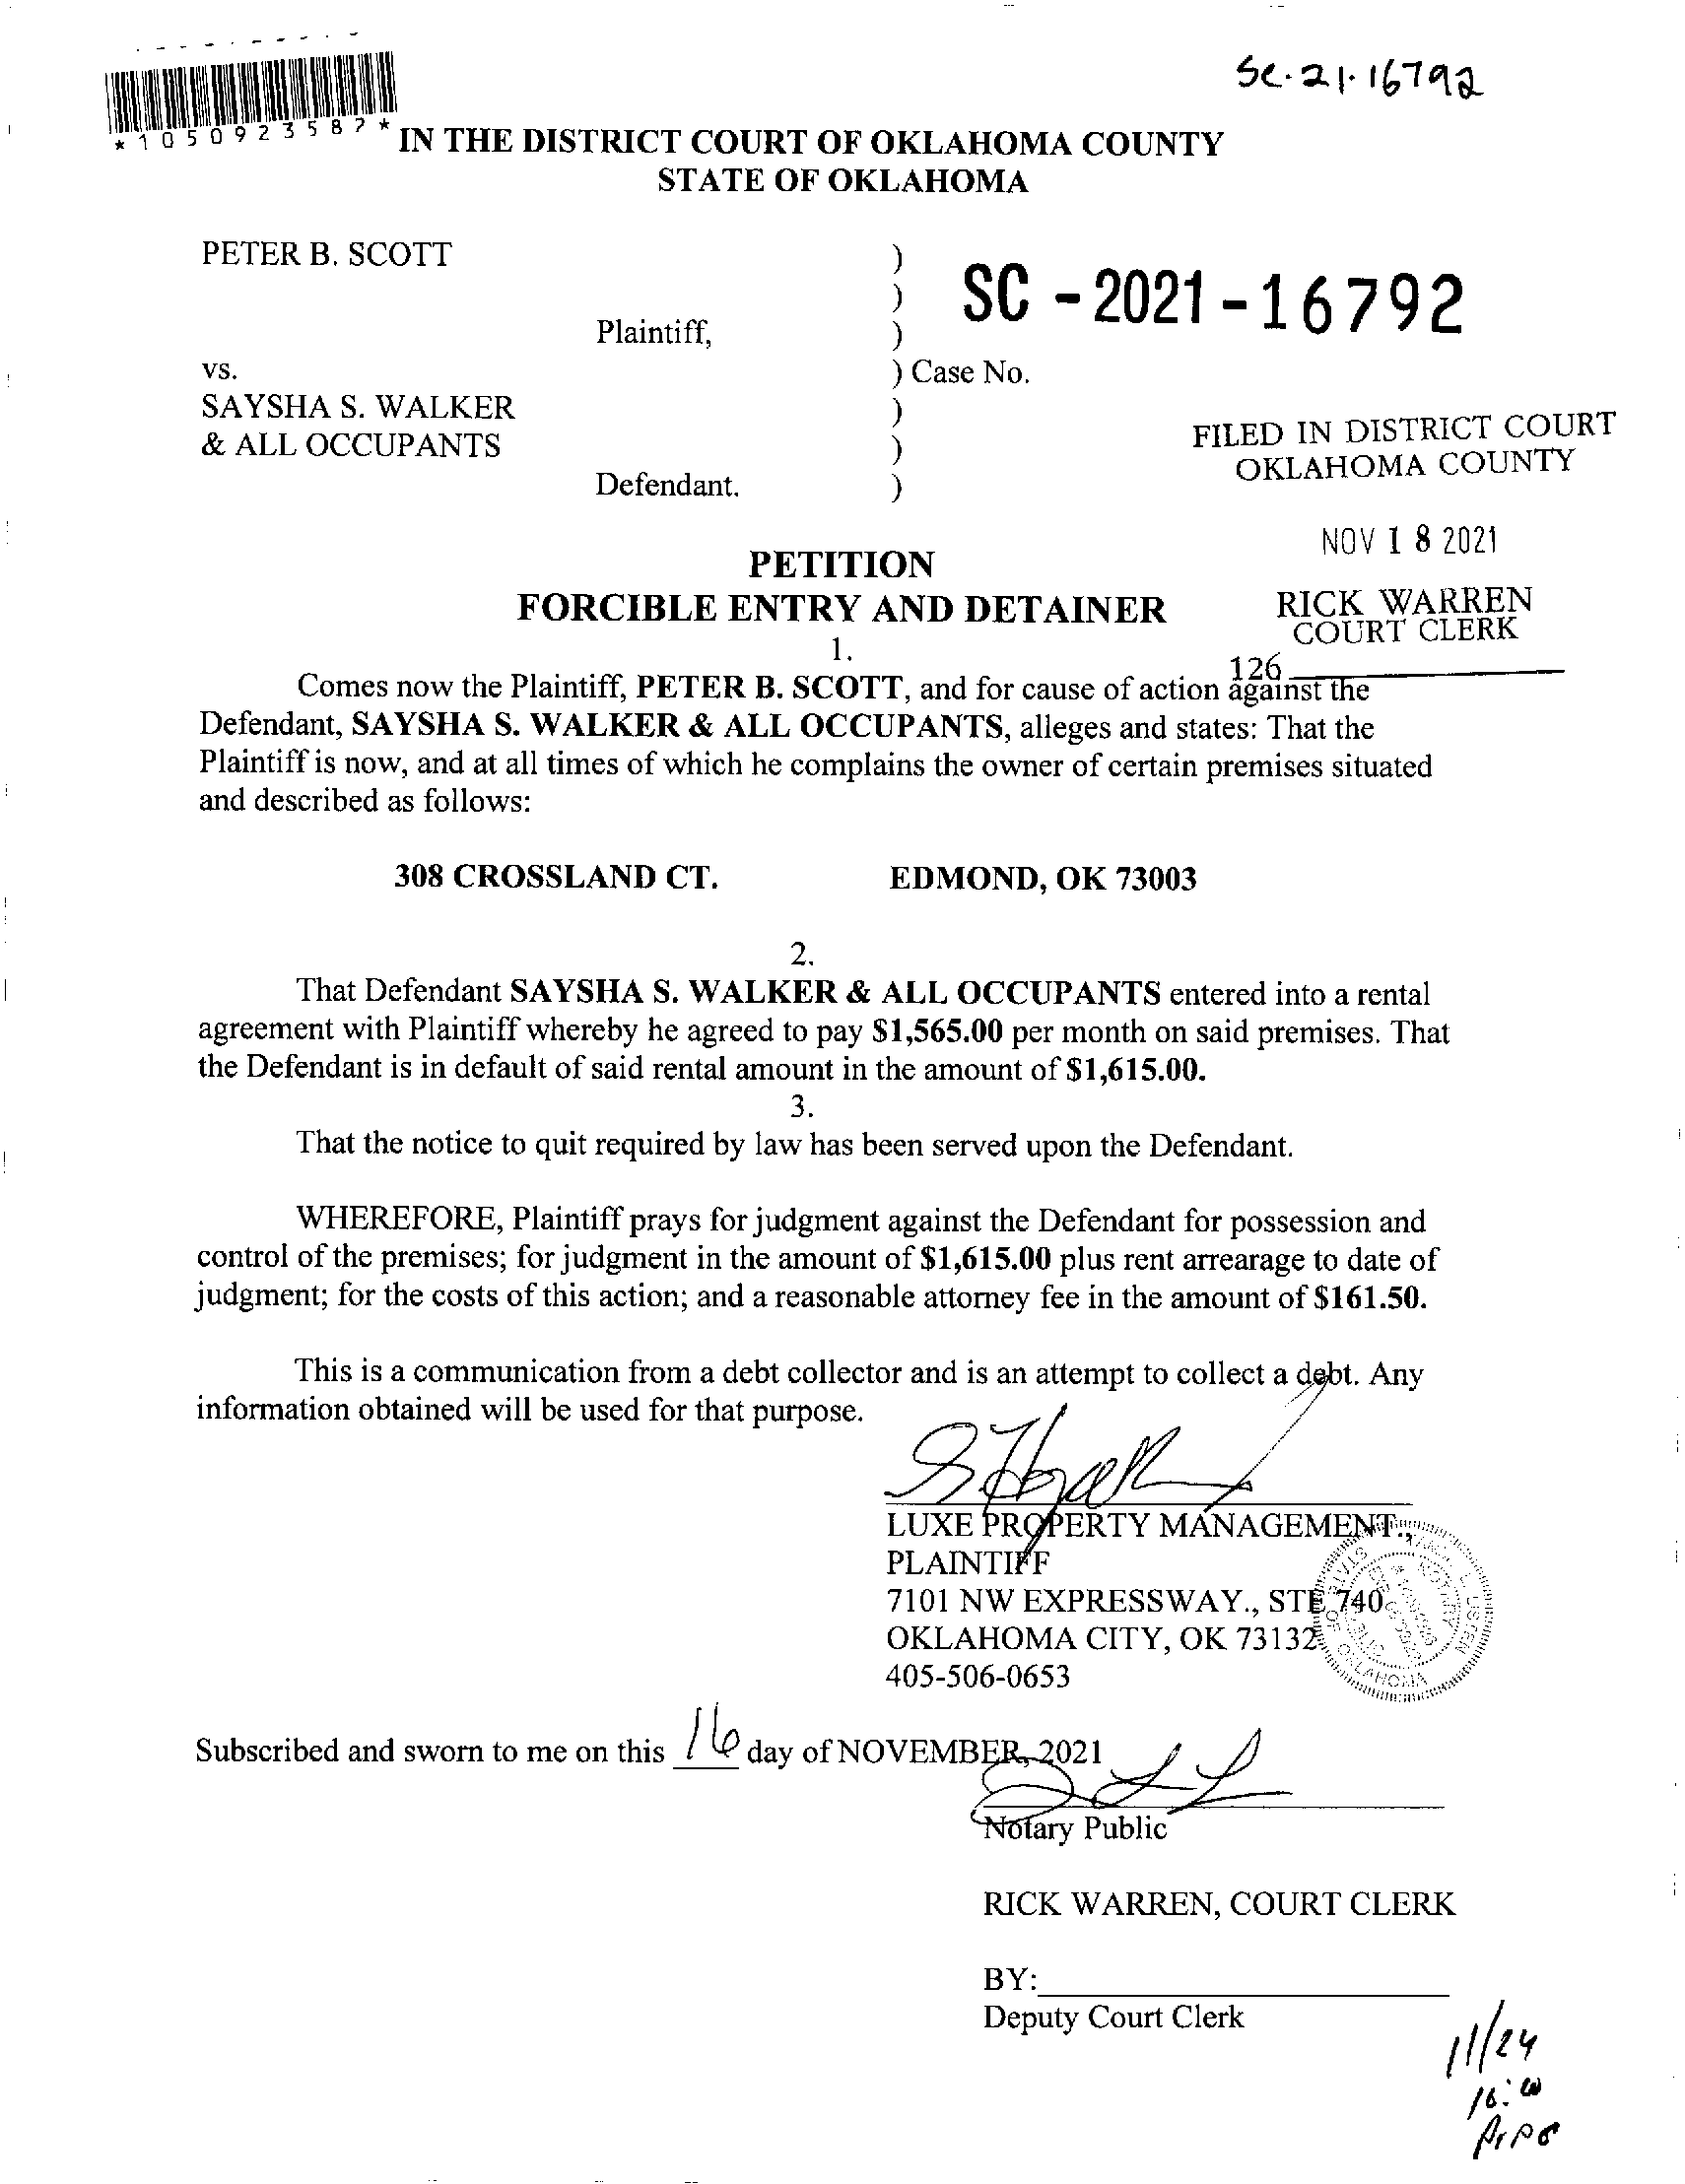 SC·21·16792
*1050923587*
IN THE DISTRICT COURT OF OKLAHOMA COUNTY
STATE OF OKLAHOMA
PETER B. SCOTT )
)
SC - 2021 - 16792
Plaintiff, )
vs. ) Case No.
SAYSHA S. WALKER )
& ALL OCCUPANTS )
Defendant. )
FILED IN DISTRICT COURT
OKLAHOMA COUNTY
NOV 18 2021
RICK WARREN
COURT CLERK
126
PETITION
FORCIBLE ENTRY AND DETAINER
1.
Comes now the Plaintiff, PETER B. SCOTT, and for cause of action against the
Defendant, SAYSHA S. WALKER & ALL OCCUPANTS, alleges and states: That the
Plaintiff is now, and at all times of which he complains the owner of certain premises situated
and described as follows:
308 CROSSLAND CT. EDMOND, OK 73003
2.
That Defendant SAYSHA S. WALKER & ALL OCCUPANTS entered into a rental
agreement with Plaintiff whereby he agreed to pay $1,565.00 per month on said premises. That
the Defendant is in default of said rental amount in the amount of $1,615.00.
3.
That the notice to quit required by law has been served upon the Defendant.
WHEREFORE, Plaintiff prays for judgment against the Defendant for possession and
control of the premises; for judgment in the amount of $1,615.00 plus rent arrearage to date of
judgment; for the costs of this action; and a reasonable attorney fee in the amount of $161.50.
This is a communication from a debt collector and is an attempt to collect a debt. Any
information obtained will be used for that purpose.
LUXE PROPERTY MANAGEMENT.,
PLAINTIFF
7101 NW EXPRESSWAY., STE 740
OKLAHOMA CITY, OK 73132
405-506-0653
NOTARY
STATE OF OKLAHOMA
Subscribed and sworn to me on this 16 day of NOVEMBER, 2021
Notary Public
RICK WARREN, COURT CLERK
BY:
Deputy Court Clerk
11/24